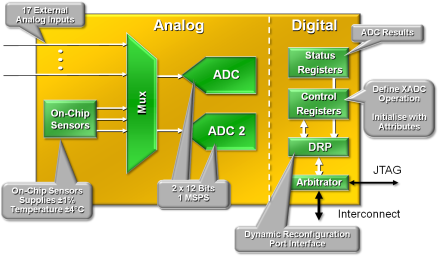 17 External
Analog Inputs
Analog
Digital
ADC Results
Status
Registers
ADC
Define XADC
Operation
Initialise with
Attributes
Control
Registers
On-Chip
Sensors
Mux
ADC 2
DRP
JTAG
Arbitrator
On-Chip Sensors
Supplies ±1%
Temperature ±4°C
2 x 12 Bits
1 MSPS
Interconnect
Dynamic Reconfiguration
Port Interface